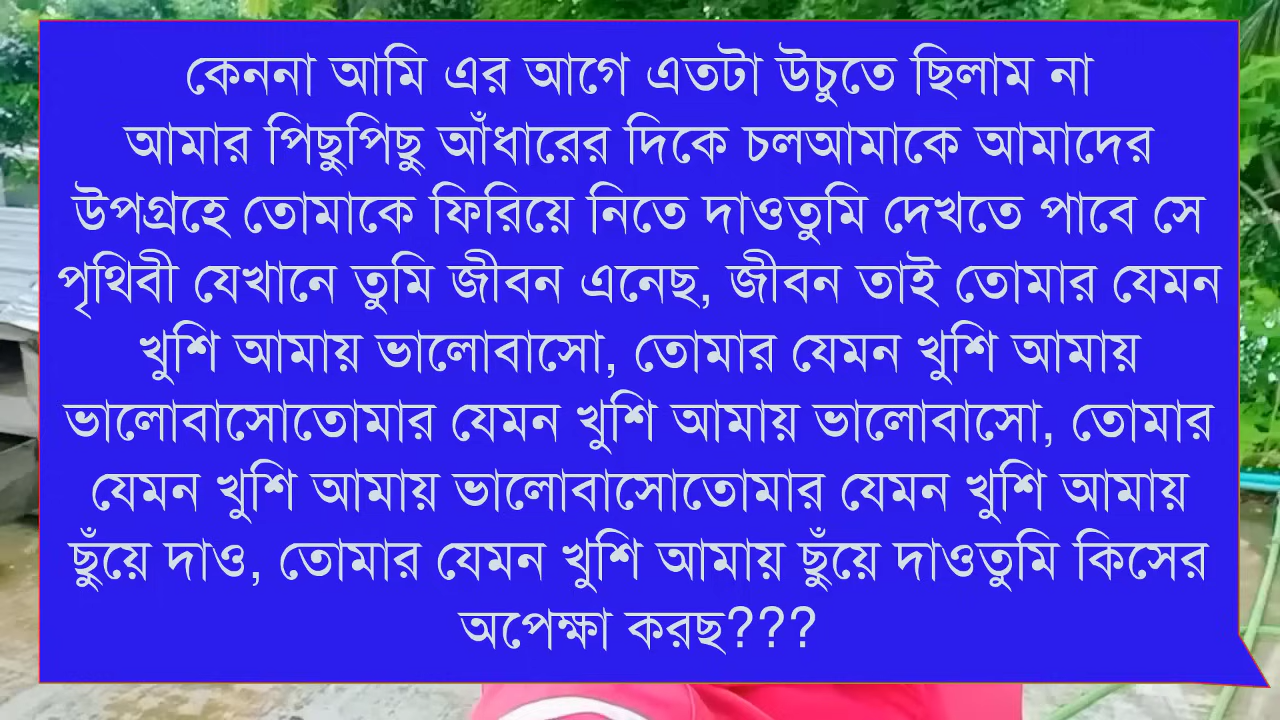 কেননা আমি এর আগে এতটা উচুতে ছিলাম না
আমার পিছুপিছু আঁধারের দিকে চলআমাকে আমাদের
উপগ্রহে তোমাকে ফিরিয়ে নিতে দাওতুমি দেখতে পাবে সে
পৃথিবী যেখানে তুমি জীবন এনেছ, জীবন তাই তোমার যেমন
খুশি আমায় ভালোবাসো, তোমার যেমন খুশি আমায়
ভালোবাসোতোমার যেমন খুশি আমায় ভালোবাসো, তোমার
যেমন খুশি আমায় ভালোবাসোতোমার যেমন খুশি আমায়
ছুঁয়ে দাও, তোমার যেমন খুশি আমায় ছুঁয়ে দাওতুমি কিসের
অপেক্ষা করছ???